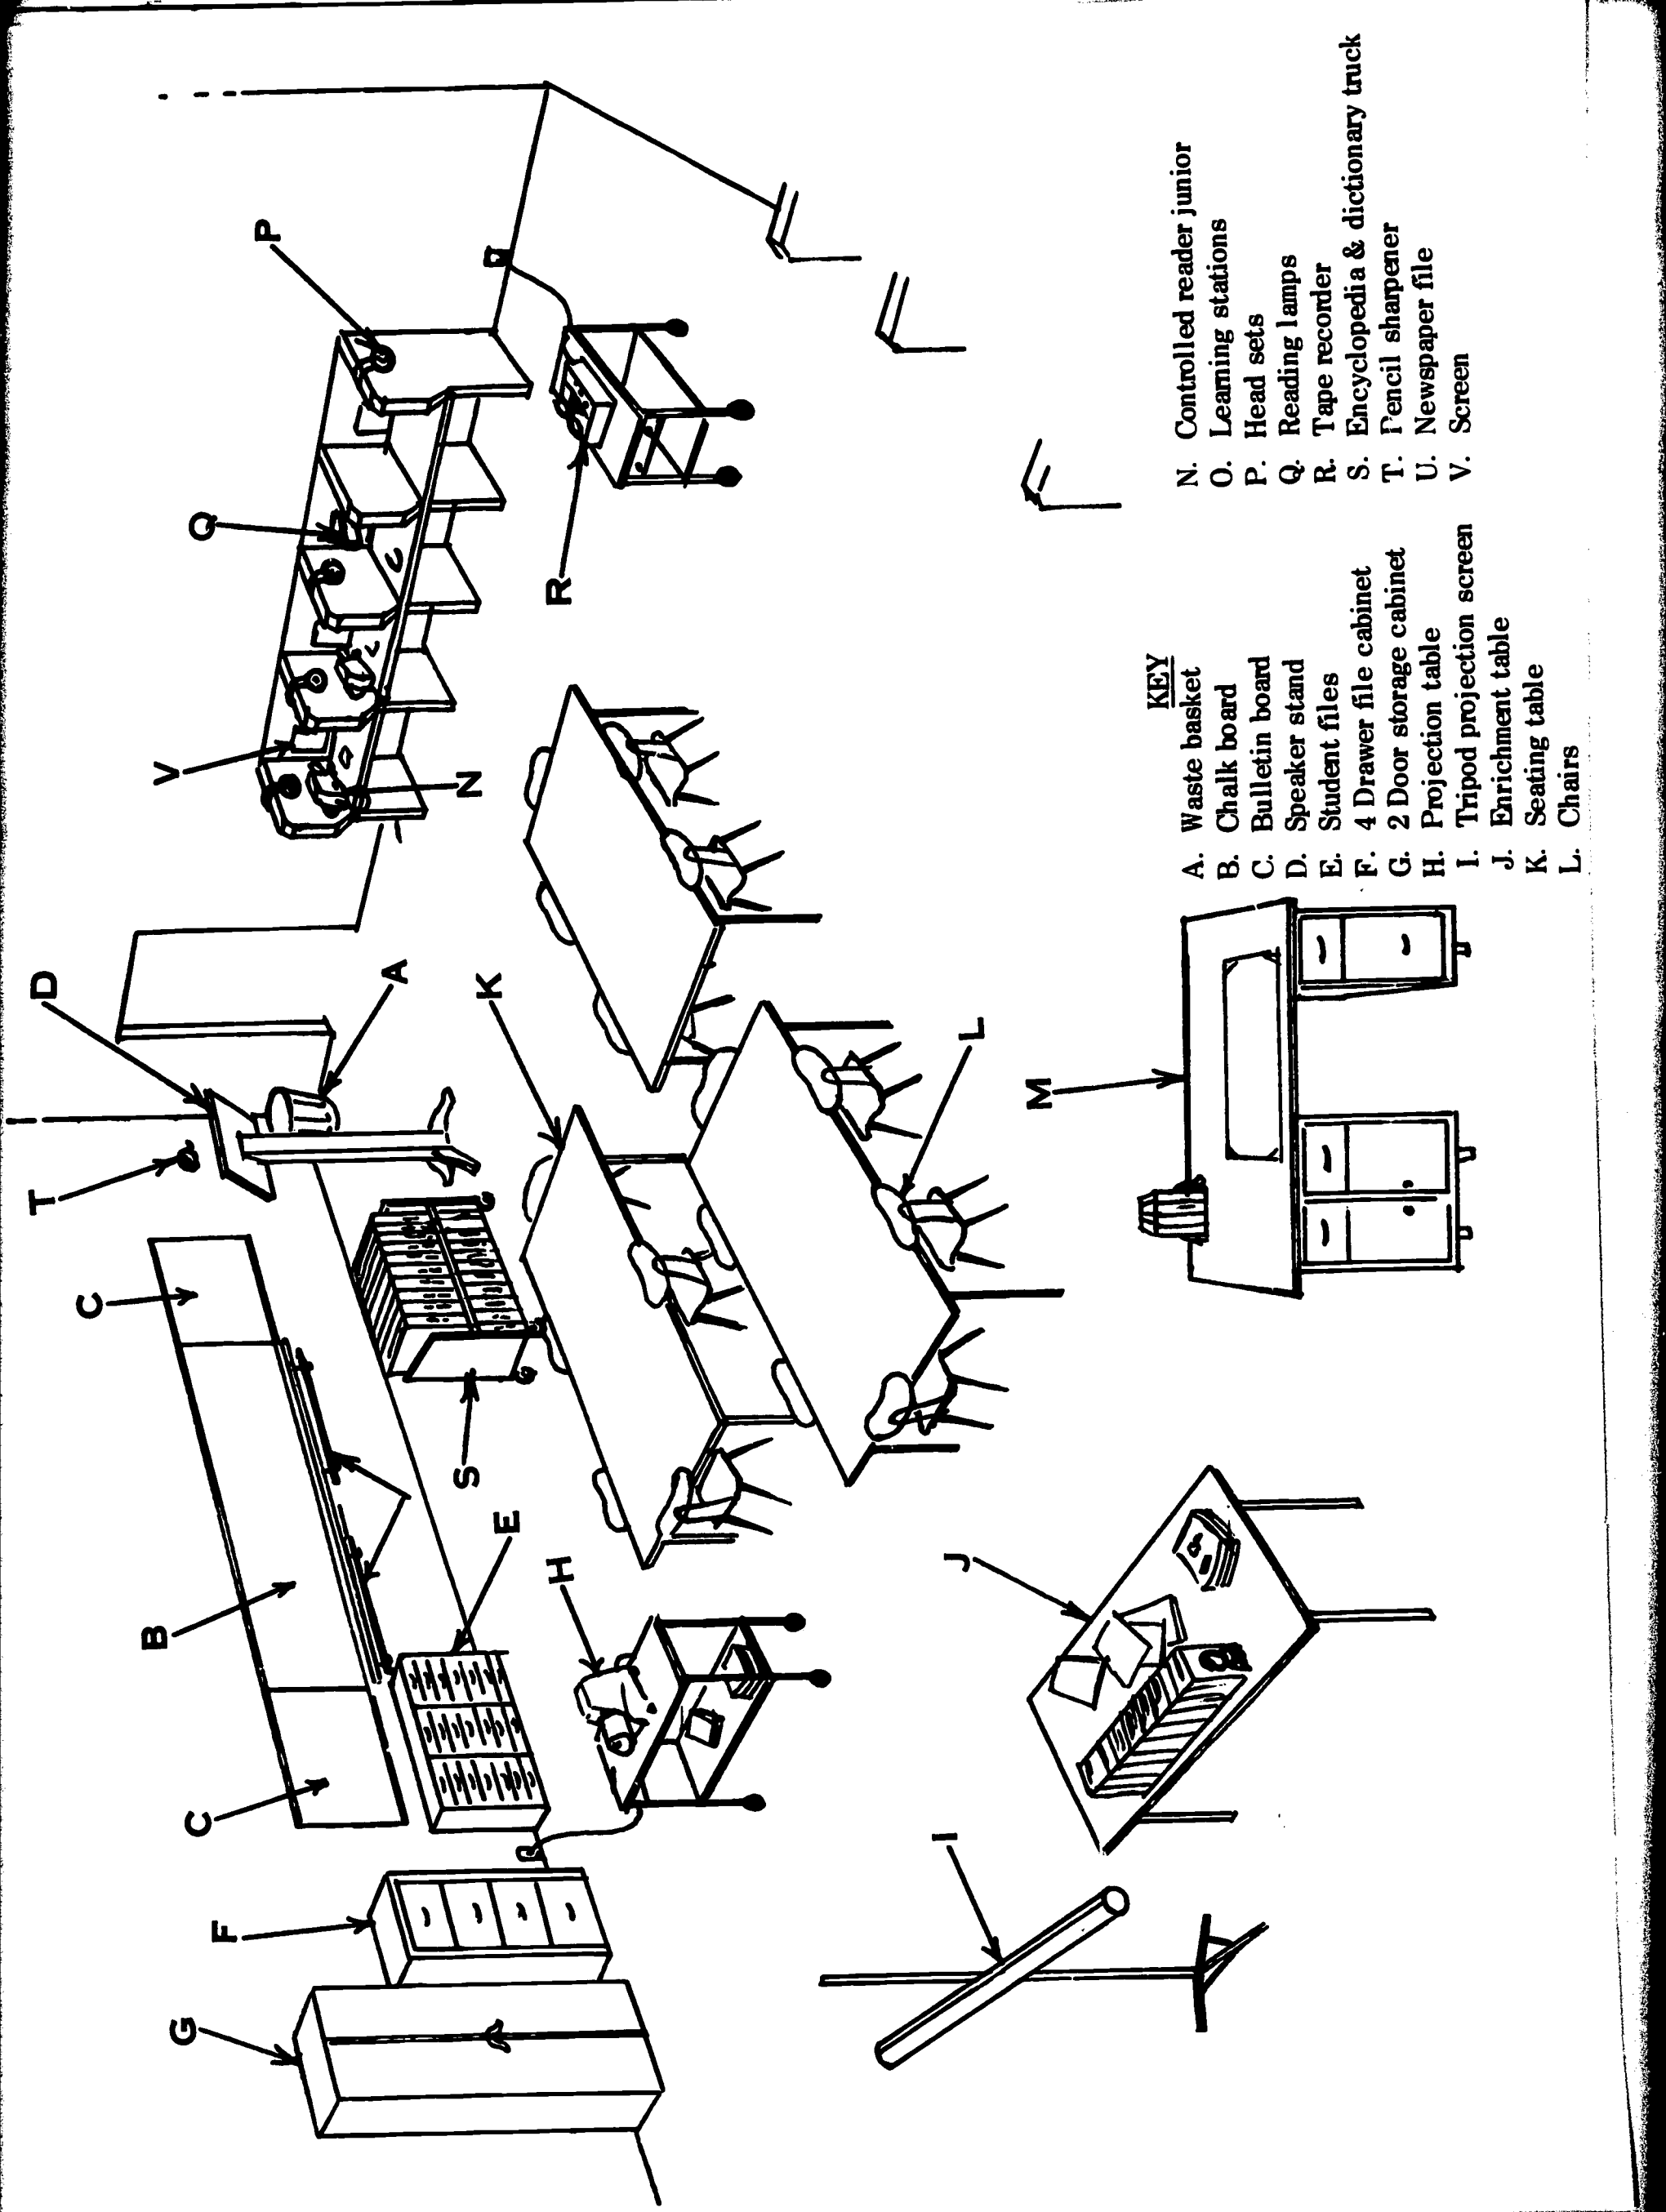 T
D
C
B
C
F
G
A
P
Q
V
N
R
K
S
E
H
L
M
J
I
KEY
A. Waste basket
B. Chalk board
C. Bulletin board
D. Speaker stand
E. Student files
F. 4 Drawer file cabinet
G. 2 Door storage cabinet
H. Projection table
I. Tripod projection screen
J. Enrichment table
K. Seating table
L. Chairs
N. Controlled reader junior
O. Learning stations
P. Head sets
Q. Reading lamps
R. Tape recorder
S. Encyclopedia & dictionary truck
T. Pencil sharpener
U. Newspaper file
V. Screen